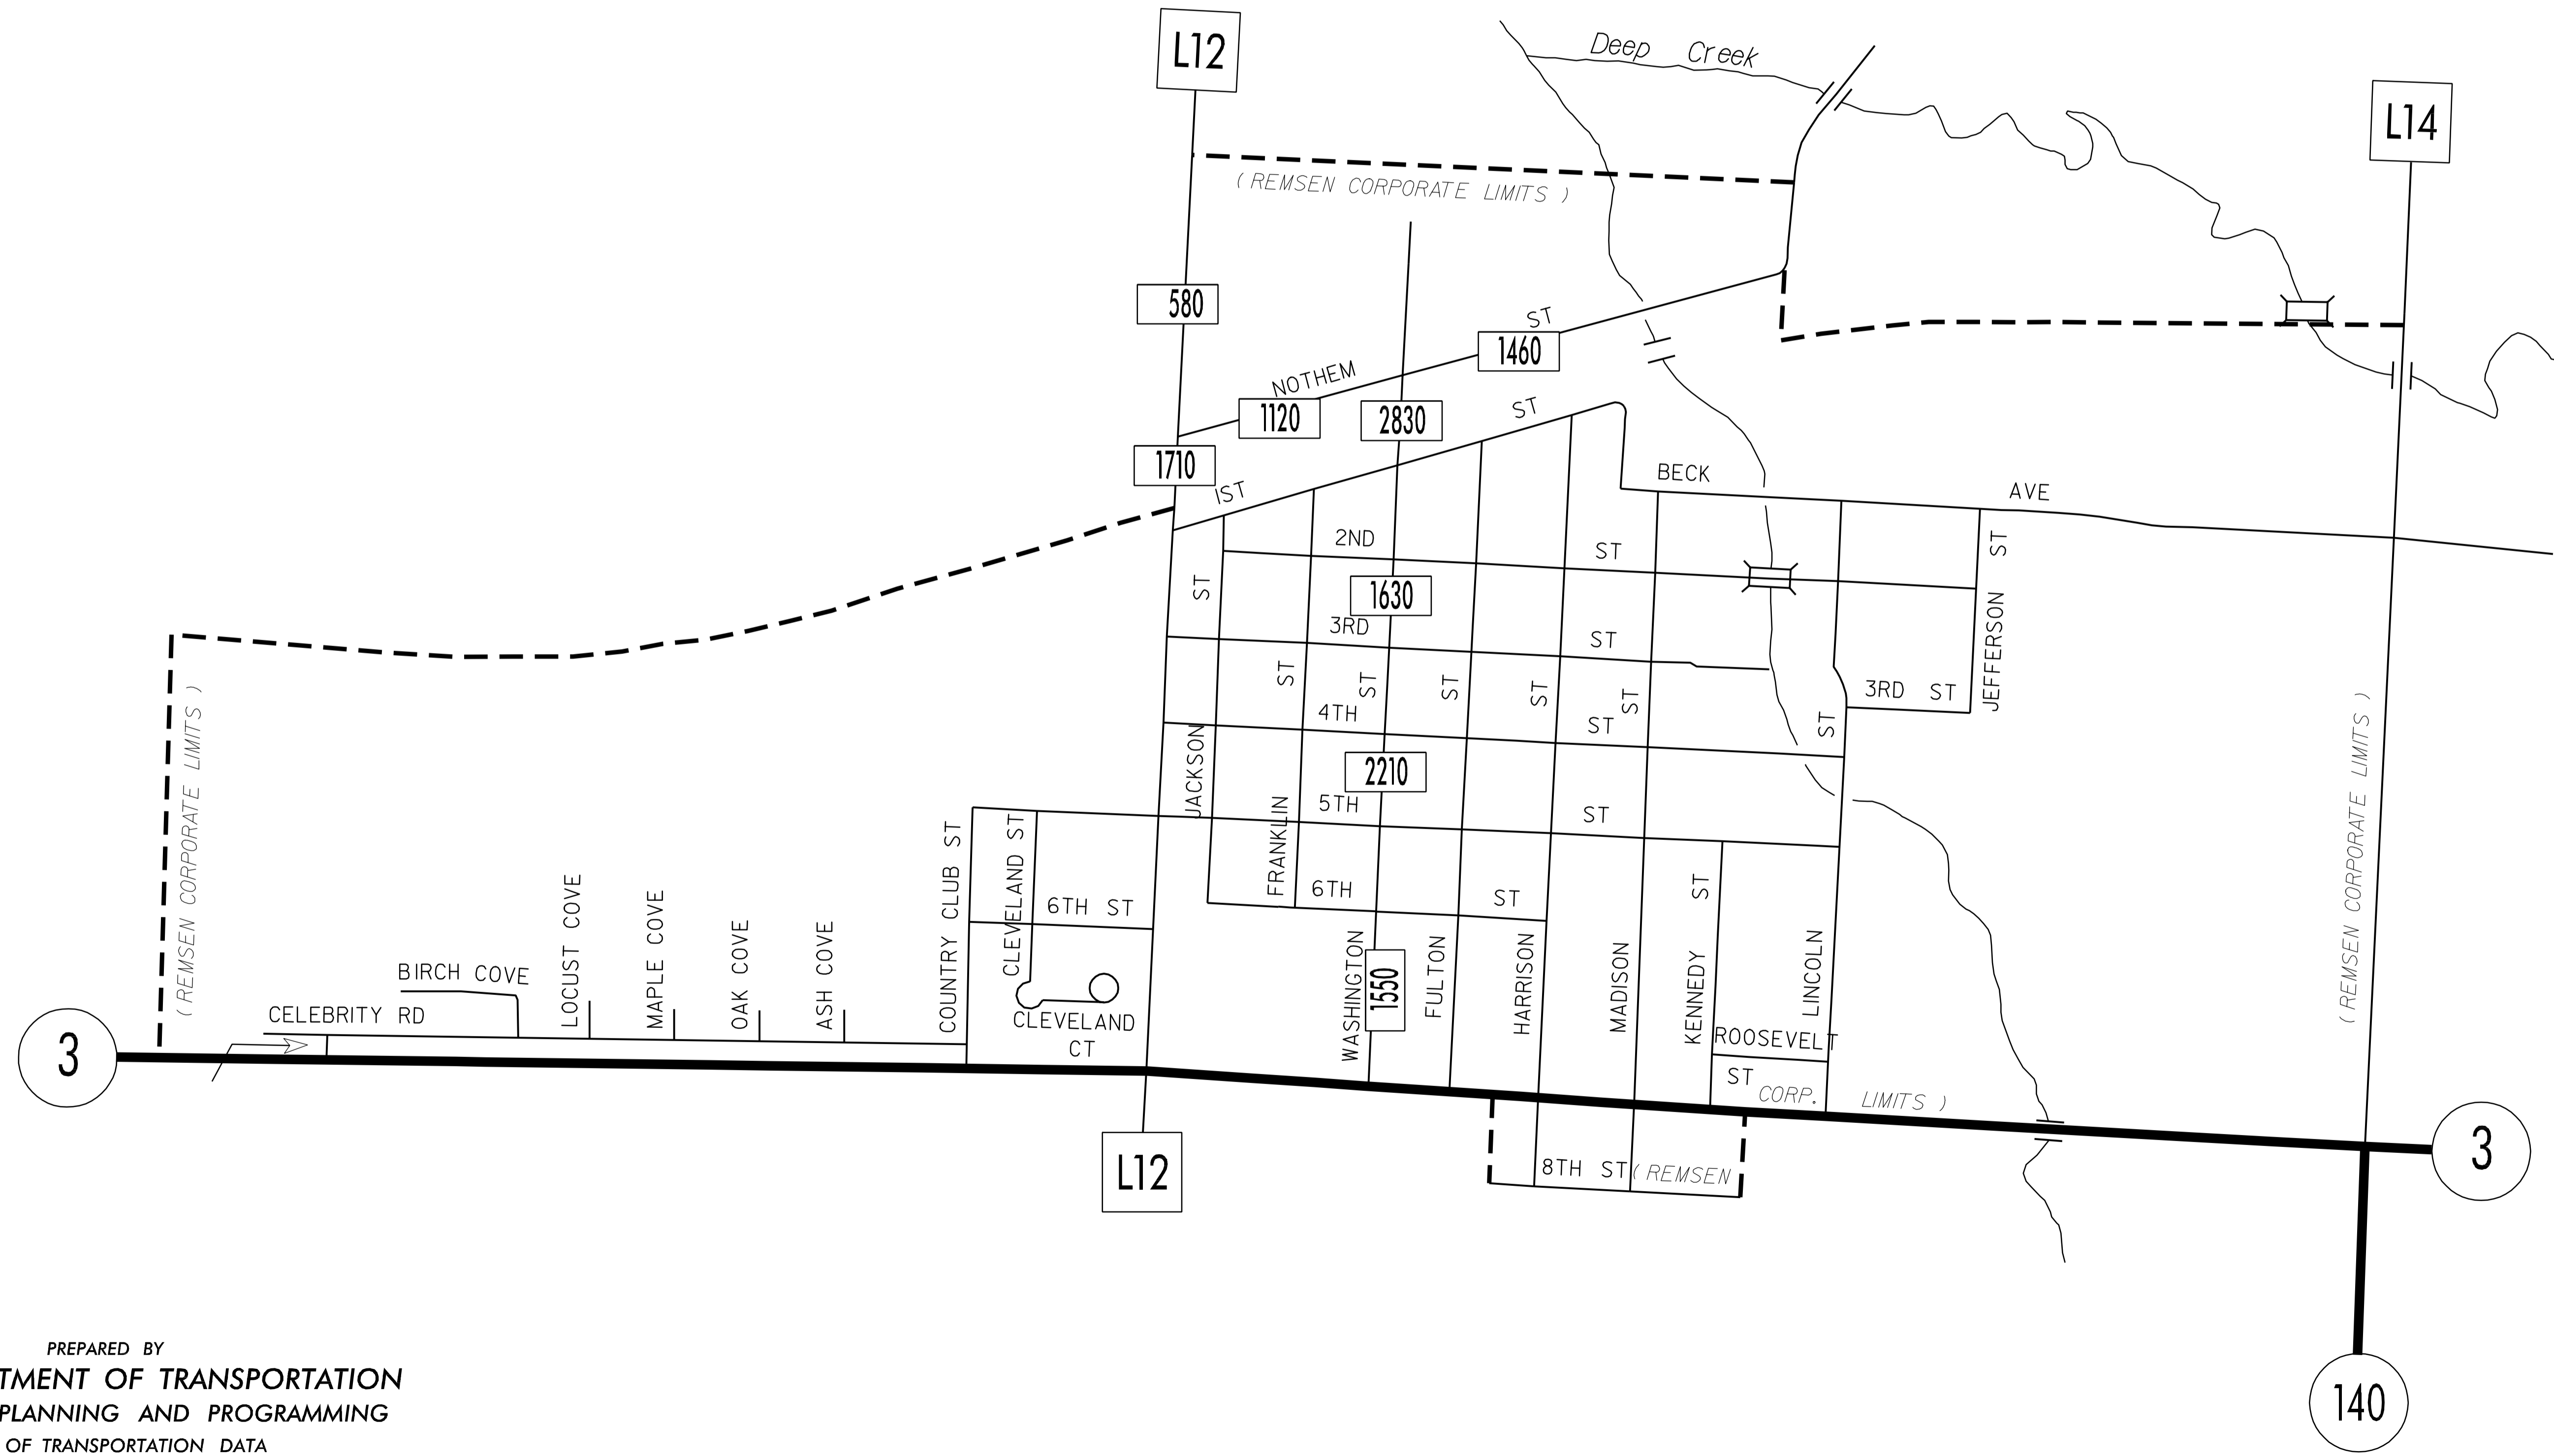 L12
Deep Creek
L14
( REMSEN CORPORATE LIMITS )
580
ST
1460
NOTHEM
1120
2830
ST
1710
IST
BECK
AVE
2ND
ST
ST
ST
1630
3RD
ST
JEFFERSON
ST
ST
ST
ST
ST
3RD ST
( REMSEN CORPORATE LIMITS )
( REMSEN CORPORATE LIMITS )
4TH
ST
ST
JACKSON
2210
5TH
ST
FRANKLIN
COUNTRY CLUB ST
CLEVELAND ST
6TH
ST
ST
6TH ST
LOCUST COVE
MAPLE COVE
OAK COVE
ASH COVE
WASHINGTON
1550
FULTON
HARRISON
MADISON
KENNEDY
LINCOLN
BIRCH COVE
CELEBRITY RD
CLEVELAND
CT
ROOSEVELT
ST
3
CORP. LIMITS )
8TH ST
( REMSEN
3
L12
140
PREPARED BY
TMENT OF TRANSPORTATION
PLANNING AND PROGRAMMING
OF TRANSPORTATION DATA